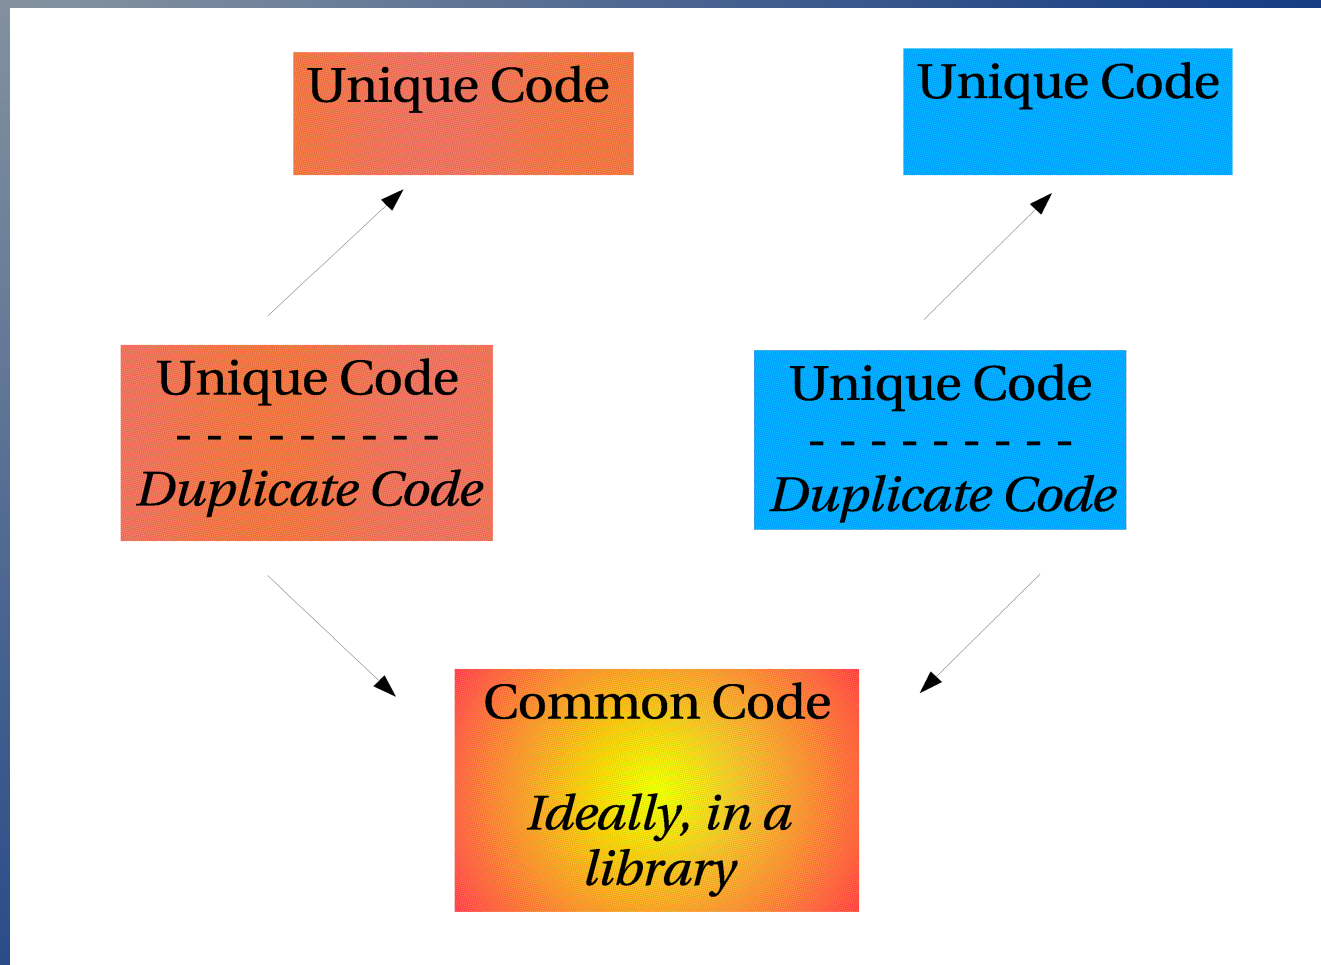 Unique Code
Unique Code
Unique Code
- - - - - - - - -
Duplicate Code
Unique Code
- - - - - - - - -
Duplicate Code
Common Code
Ideally, in a
library